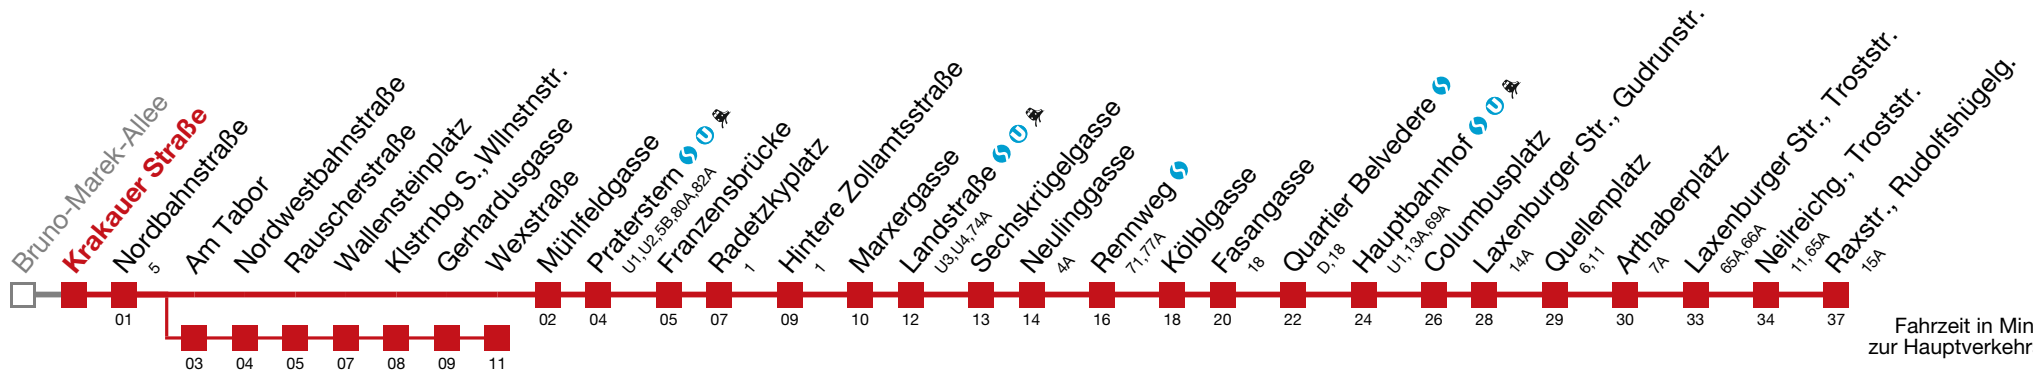 Bruno-Marek-Allee
Krakauer Straße
Nordbahnstraße
5
Am Tabor
Nordwestbahnstraße
Rauscherstraße
Wallensteinplatz
Klstrnbg S., Wllnstnstr.
Gerhardusgasse
Wexstraße
Mühlfeldgasse
Praterstern
U1,U2,5B,80A,82A
Franzensbrücke
Radetzkyplatz
1
Hintere Zollamtsstraße
1
Marxergasse
Landstraße
U3,U4,74A
Sechskrügelgasse
Neulinggasse
4A
Rennweg
71,77A
Kölblgasse
Fasangasse
18
Quartier Belvedere
D,18
Hauptbahnhof
U1,13A,69A
Columbusplatz
Laxenburger Str., Gudrunstr.
14A
Quellenplatz
6,11
Arthaberplatz
7A
Laxenburger Str., Troststr.
65A,66A
Neilreichg., Troststr.
11,65A
Raxstr., Rudolfshügelg.
15A
01 02 04 05 07 09 10 12 13 14 16 18 20 22 24 26 28 29 30 33 34 37
03 04 05 07 08 09 11
Fahrzeit in Min
zur Hauptverkehr